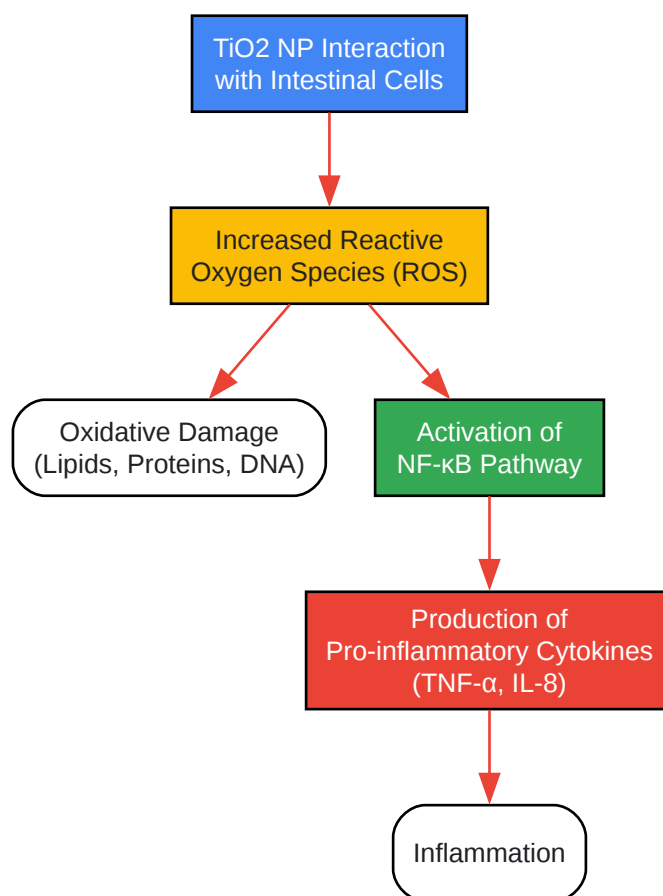 TiO2 NP Interaction
with Intestinal Cells
Increased Reactive
Oxygen Species (ROS)
Oxidative Damage
(Lipids, Proteins, DNA)
Activation of
NF-κB Pathway
Production of
Pro-inflammatory Cytokines
(TNF-α, IL-8)
Inflammation